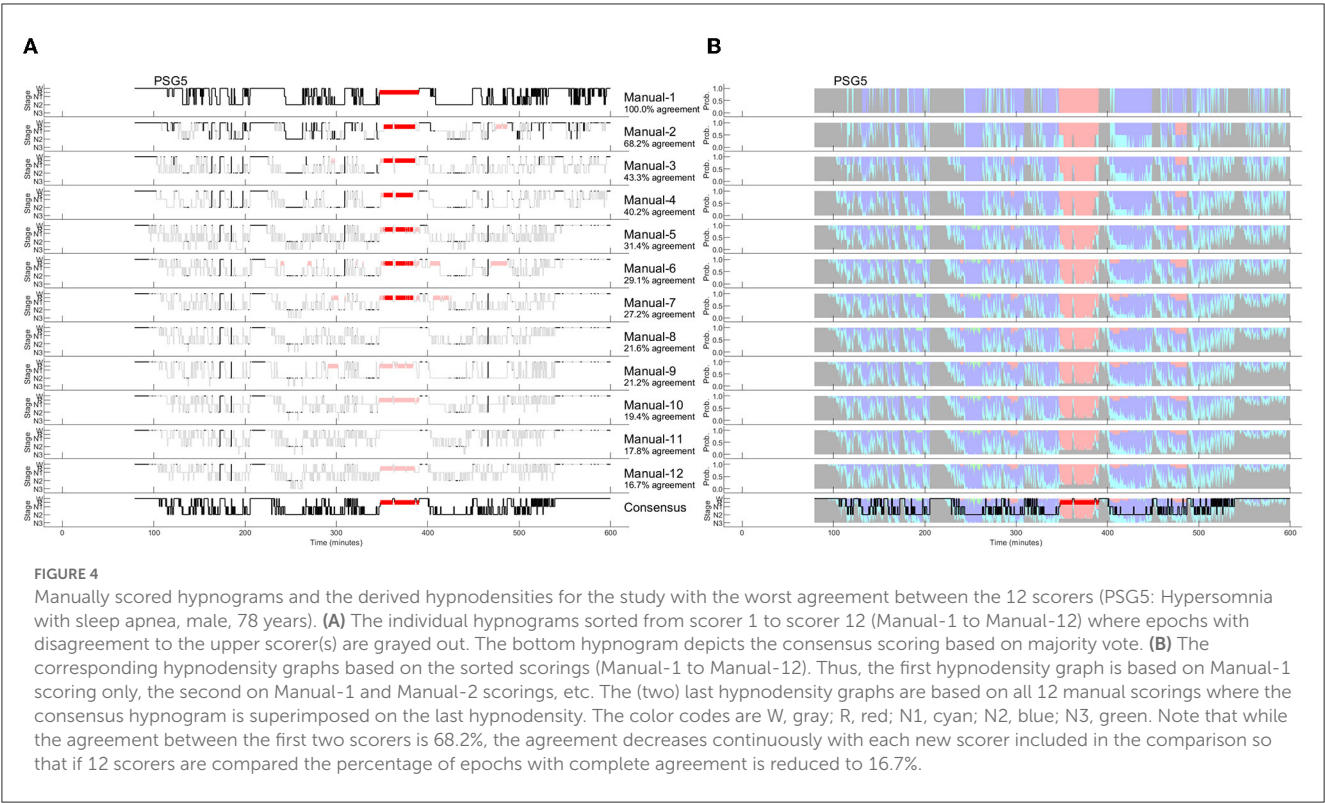 A
B
PSG5
PSG5
W
R
N1
N2
N3
Stage
Manual-1
100.0% agreement
Manual-2
68.2% agreement
Manual-3
43.3% agreement
Manual-4
40.2% agreement
Manual-5
31.4% agreement
Manual-6
29.1% agreement
Manual-7
27.2% agreement
Manual-8
21.6% agreement
Manual-9
21.2% agreement
Manual-10
19.4% agreement
Manual-11
17.8% agreement
Manual-12
16.7% agreement
Consensus
0 100 200 300 400 500 600
Time (minutes)
1.0
0.5
0.0
Prob.
W
R
N1
N2
N3
Stage
0 100 200 300 400 500 600
Time (minutes)
FIGURE 4
Manually scored hypnograms and the derived hypnodensities for the study with the worst agreement between the 12 scorers (PSG5: Hypersomnia
with sleep apnea, male, 78 years). (A) The individual hypnograms sorted from scorer 1 to scorer 12 (Manual-1 to Manual-12) where epochs with
disagreement to the upper scorer(s) are grayed out. The bottom hypnogram depicts the consensus scoring based on majority vote. (B) The
corresponding hypnodensity graphs based on the sorted scorings (Manual-1 to Manual-12). Thus, the first hypnodensity graph is based on Manual-1
scoring only, the second on Manual-1 and Manual-2 scorings, etc. The (two) last hypnodensity graphs are based on all 12 manual scorings where the
consensus hypnogram is superimposed on the last hypnodensity. The color codes are W, gray; R, red; N1, cyan; N2, blue; N3, green. Note that while
the agreement between the first two scorers is 68.2%, the agreement decreases continuously with each new scorer included in the comparison so
that if 12 scorers are compared the percentage of epochs with complete agreement is reduced to 16.7%.